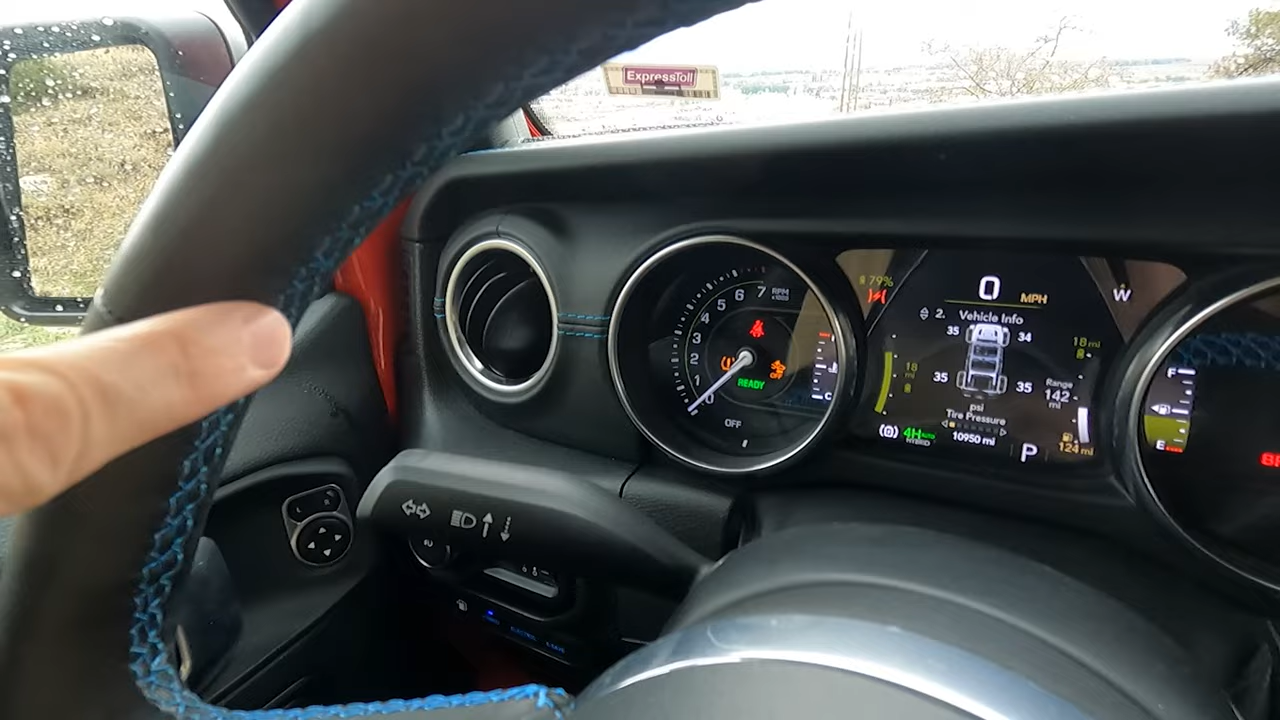 ExpressToll
7
6
5
4
3
2
1
0
RPM
x1000
READY
OFF
OFF
C
79%
0
MPH
W
2. Vehicle Info
35
34
35
35
psi
Tire Pressure
10950 mi
18 mi
18
mi
Range
142
mi
124 mi
4H AUTO
HYBRID
P
F
E
L
R